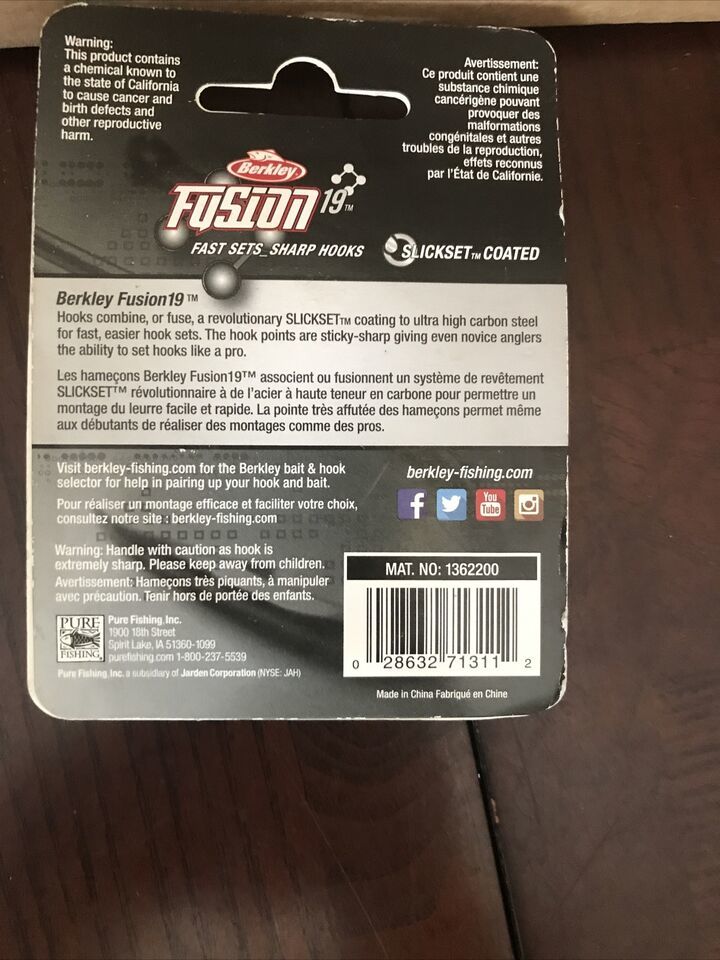 Warning:
This product contains
a chemical known to
the state of California
to cause cancer and
birth defects and
other reproductive
harm.
Avertissement:
Ce produit contient une
substance chimique
cancérigène pouvant
provoquer des
malformations
congénitales et autres
troubles de la reproduction,
effets reconnus
par l'État de Californie.
Berkley
FUSION 19™
FAST SETS_SHARP HOOKS
SLICKSET™ COATED
Berkley Fusion19™
Hooks combine, or fuse, a revolutionary SLICKSET™ coating to ultra high carbon steel
for fast, easier hook sets. The hook points are sticky-sharp giving even novice anglers
the ability to set hooks like a pro.
Les hameçons Berkley Fusion19™ associent ou fusionnent un système de revêtement
SLICKSET™ révolutionnaire à de l'acier à haute teneur en carbone pour permettre un
montage du leurre facile et rapide. La pointe très affutée des hameçons permet même
aux débutants de réaliser des montages comme des pros.
Visit berkley-fishing.com for the Berkley bait & hook
selector for help in pairing up your hook and bait.
Pour réaliser un montage efficace et faciliter votre choix,
consultez notre site : berkley-fishing.com
berkley-fishing.com
f
You
Tube
Warning: Handle with caution as hook is
extremely sharp. Please keep away from children.
Avertissement: Hameçons très piquants, à manipuler
avec précaution. Tenir hors de portée des enfants.
MAT. NO: 1362200
0 28632 71311 2
PURE
FISHING
Pure Fishing, Inc.
1900 18th Street
Spirit Lake, IA 51360-1099
purefishing.com 1-800-237-5539
Pure Fishing, Inc. a subsidiary of Jarden Corporation (NYSE: JAH)
Made in China Fabriqué en Chine